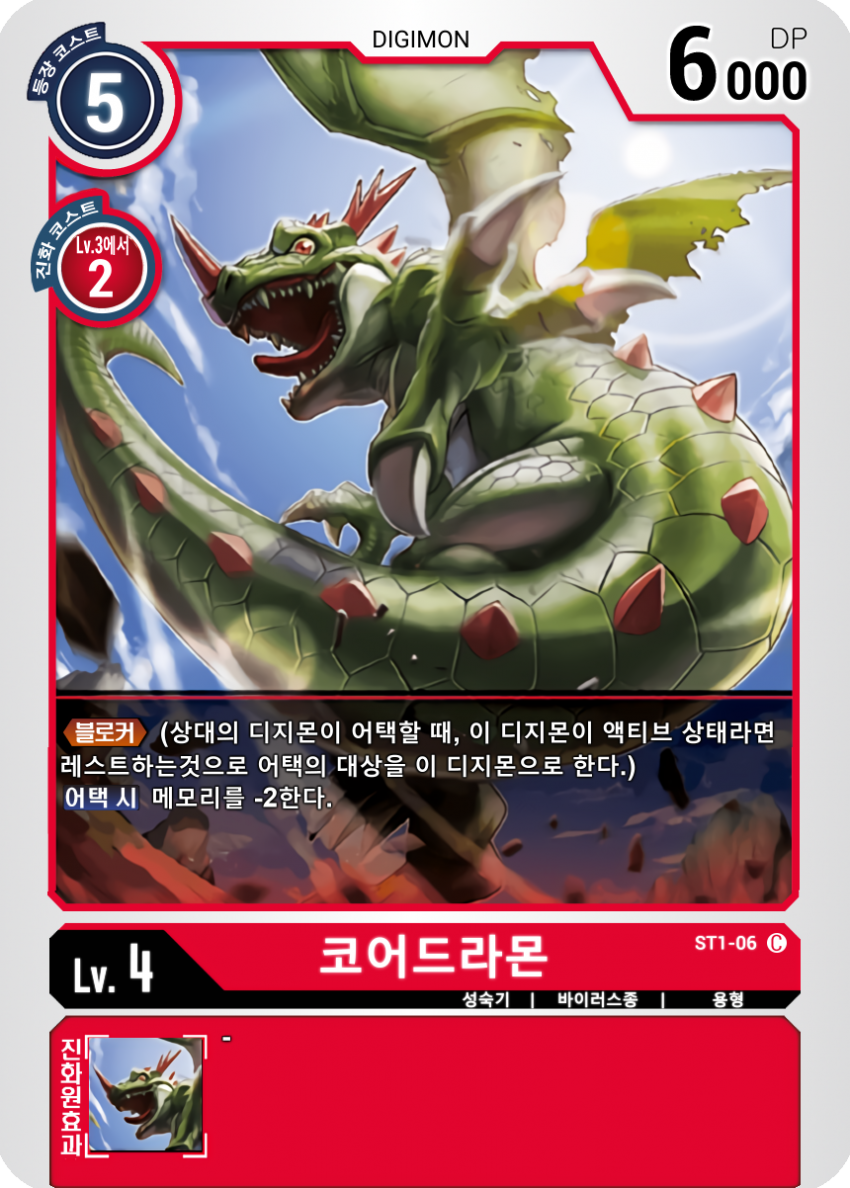 DIGIMON
등장 코스트
5
DP
6000
진화 코스트
Lv.3에서
2
블로커 (상대의 디지몬이 어택할 때, 이 디지몬이 액티브 상태라면
레스트하는것으로 어택의 대상을 이 디지몬으로 한다.)
어택 시 메모리를 -2한다.
Lv. 4
코어드라몬
ST1-06 C
성숙기 | 바이러스종 | 용형
진화원효과
-